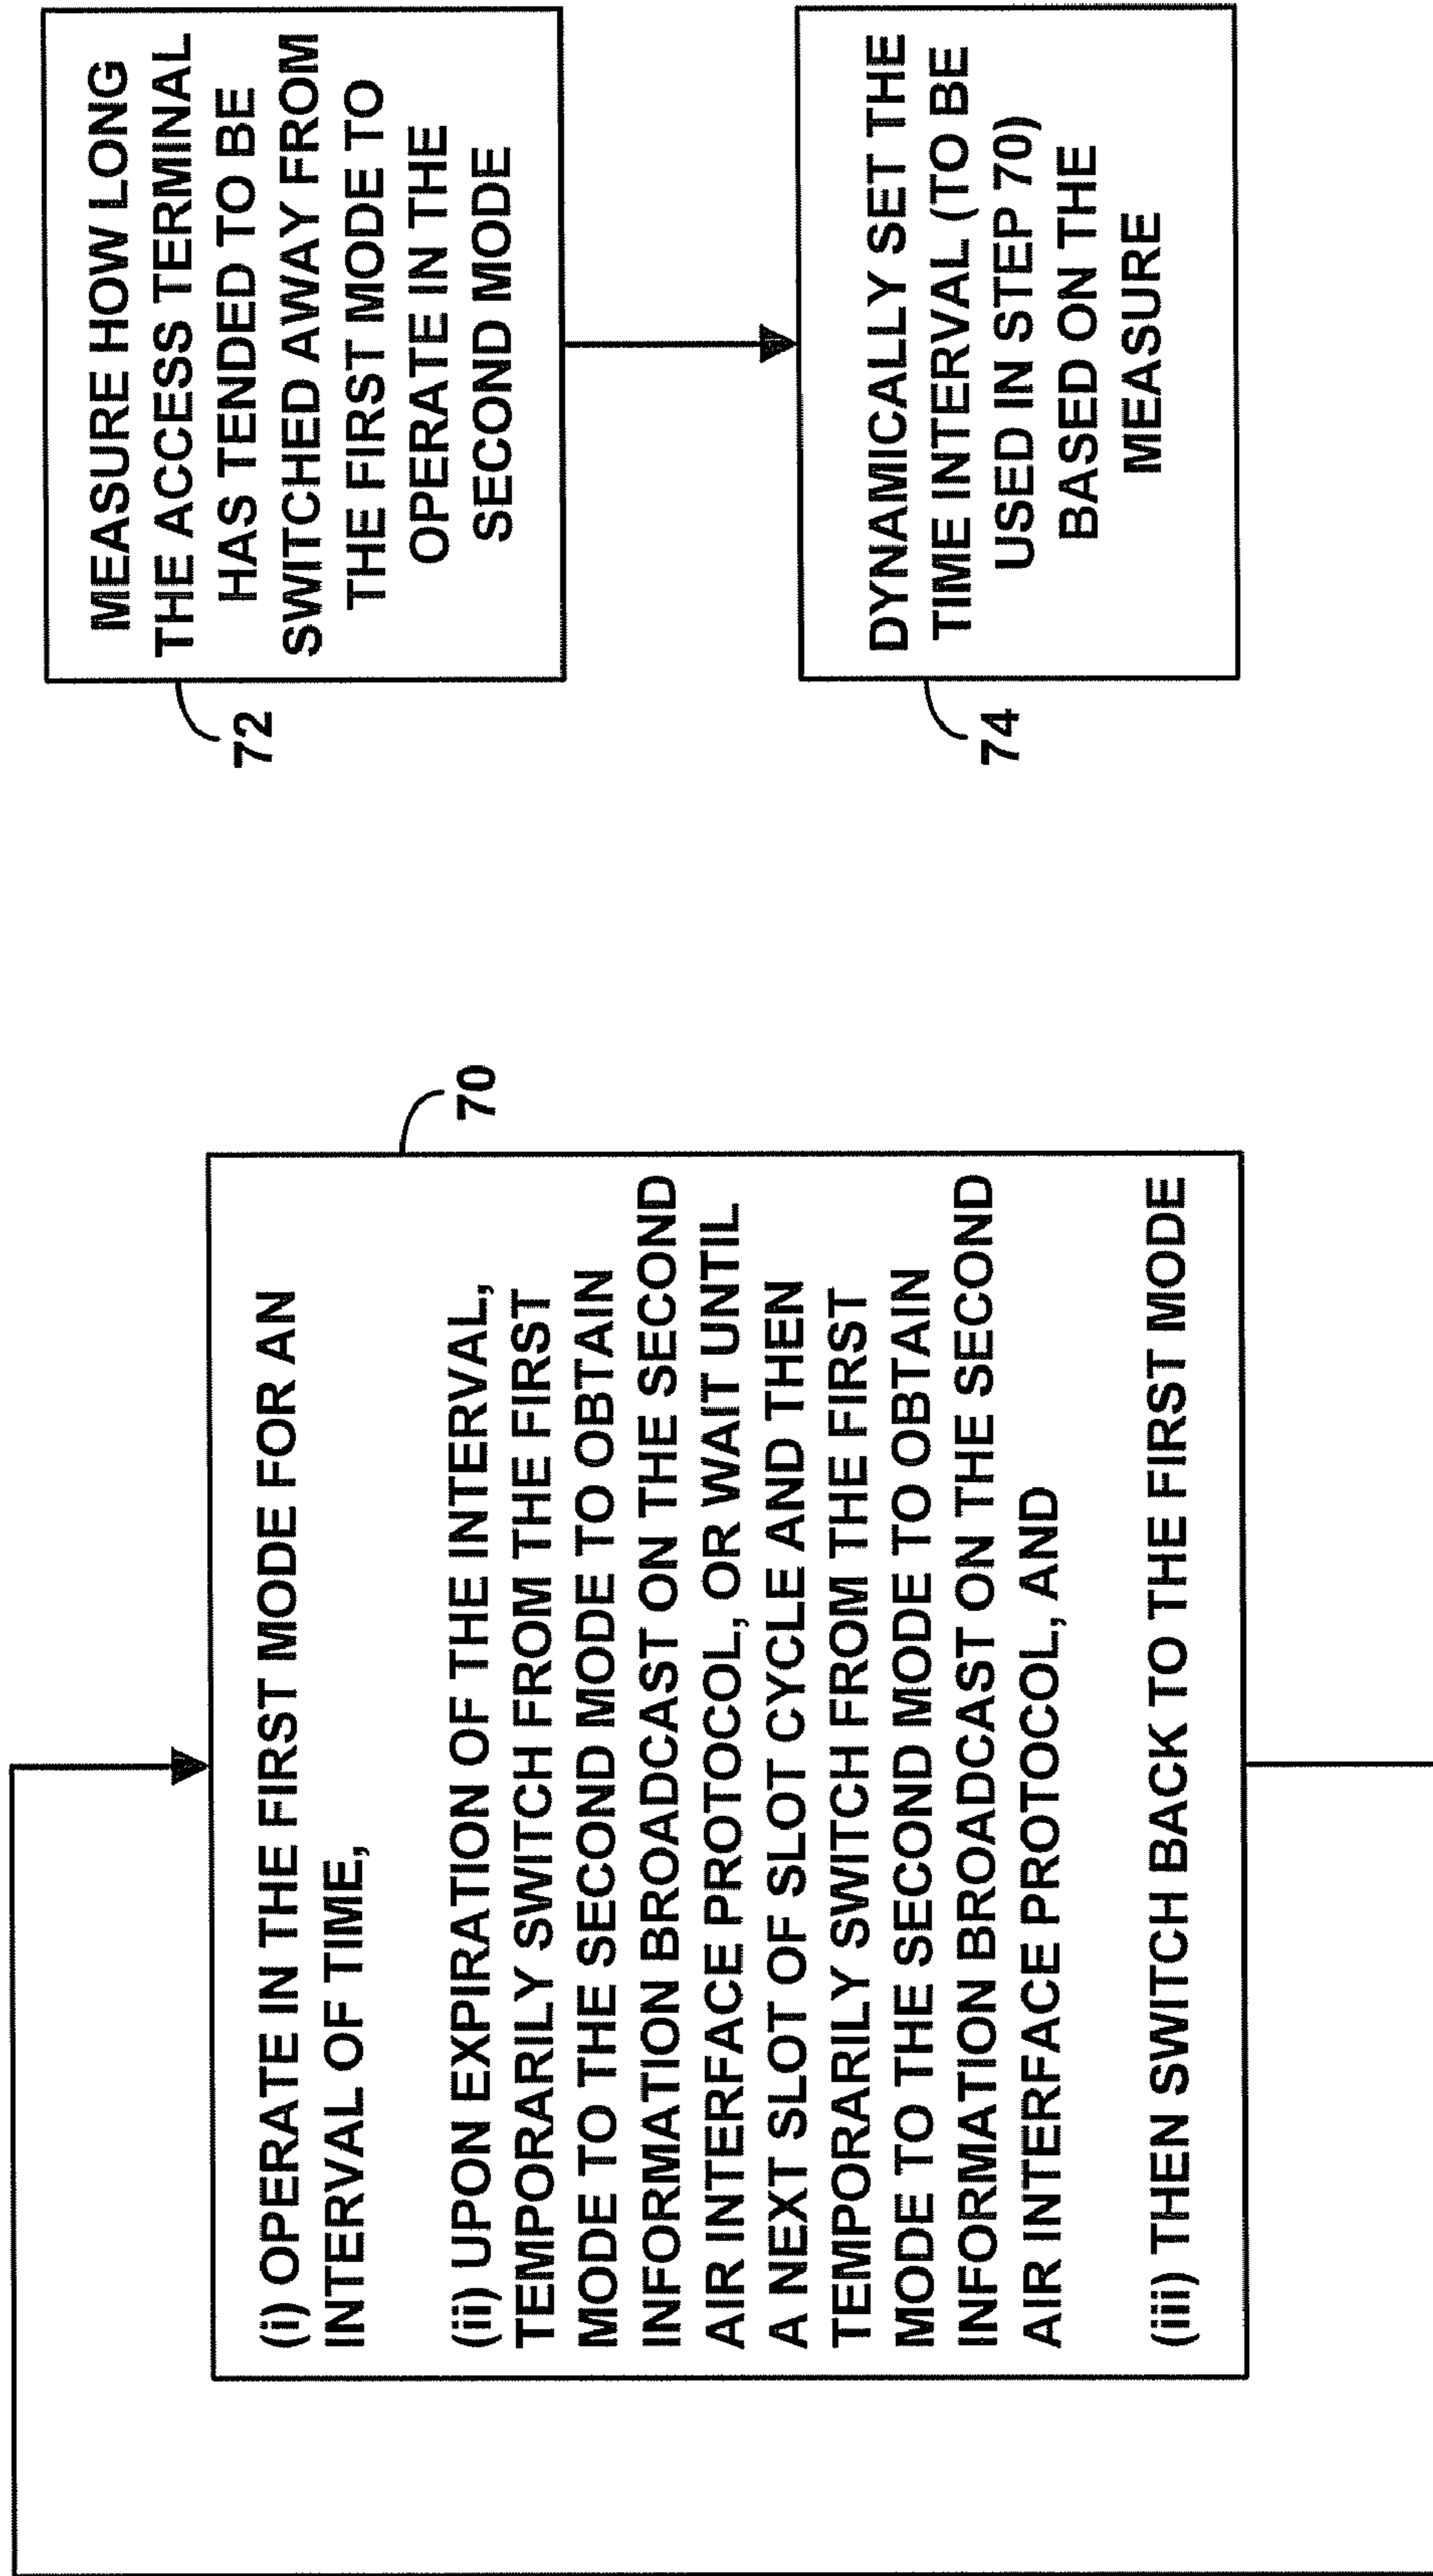 (i) OPERATE IN THE FIRST MODE FOR AN
INTERVAL OF TIME,
(ii) UPON EXPIRATION OF THE INTERVAL,
TEMPORARILY SWITCH FROM THE FIRST
MODE TO THE SECOND MODE TO OBTAIN
INFORMATION BROADCAST ON THE SECOND
AIR INTERFACE PROTOCOL, OR WAIT UNTIL
A NEXT SLOT OF SLOT CYCLE AND THEN
TEMPORARILY SWITCH FROM THE FIRST
MODE TO THE SECOND MODE TO OBTAIN
INFORMATION BROADCAST ON THE SECOND
AIR INTERFACE PROTOCOL, AND
(iii) THEN SWITCH BACK TO THE FIRST MODE
70
MEASURE HOW LONG
THE ACCESS TERMINAL
HAS TENDED TO BE
SWITCHED AWAY FROM
THE FIRST MODE TO
OPERATE IN THE
SECOND MODE
72
DYNAMICALLY SET THE
TIME INTERVAL (TO BE
USED IN STEP 70)
BASED ON THE
MEASURE
74